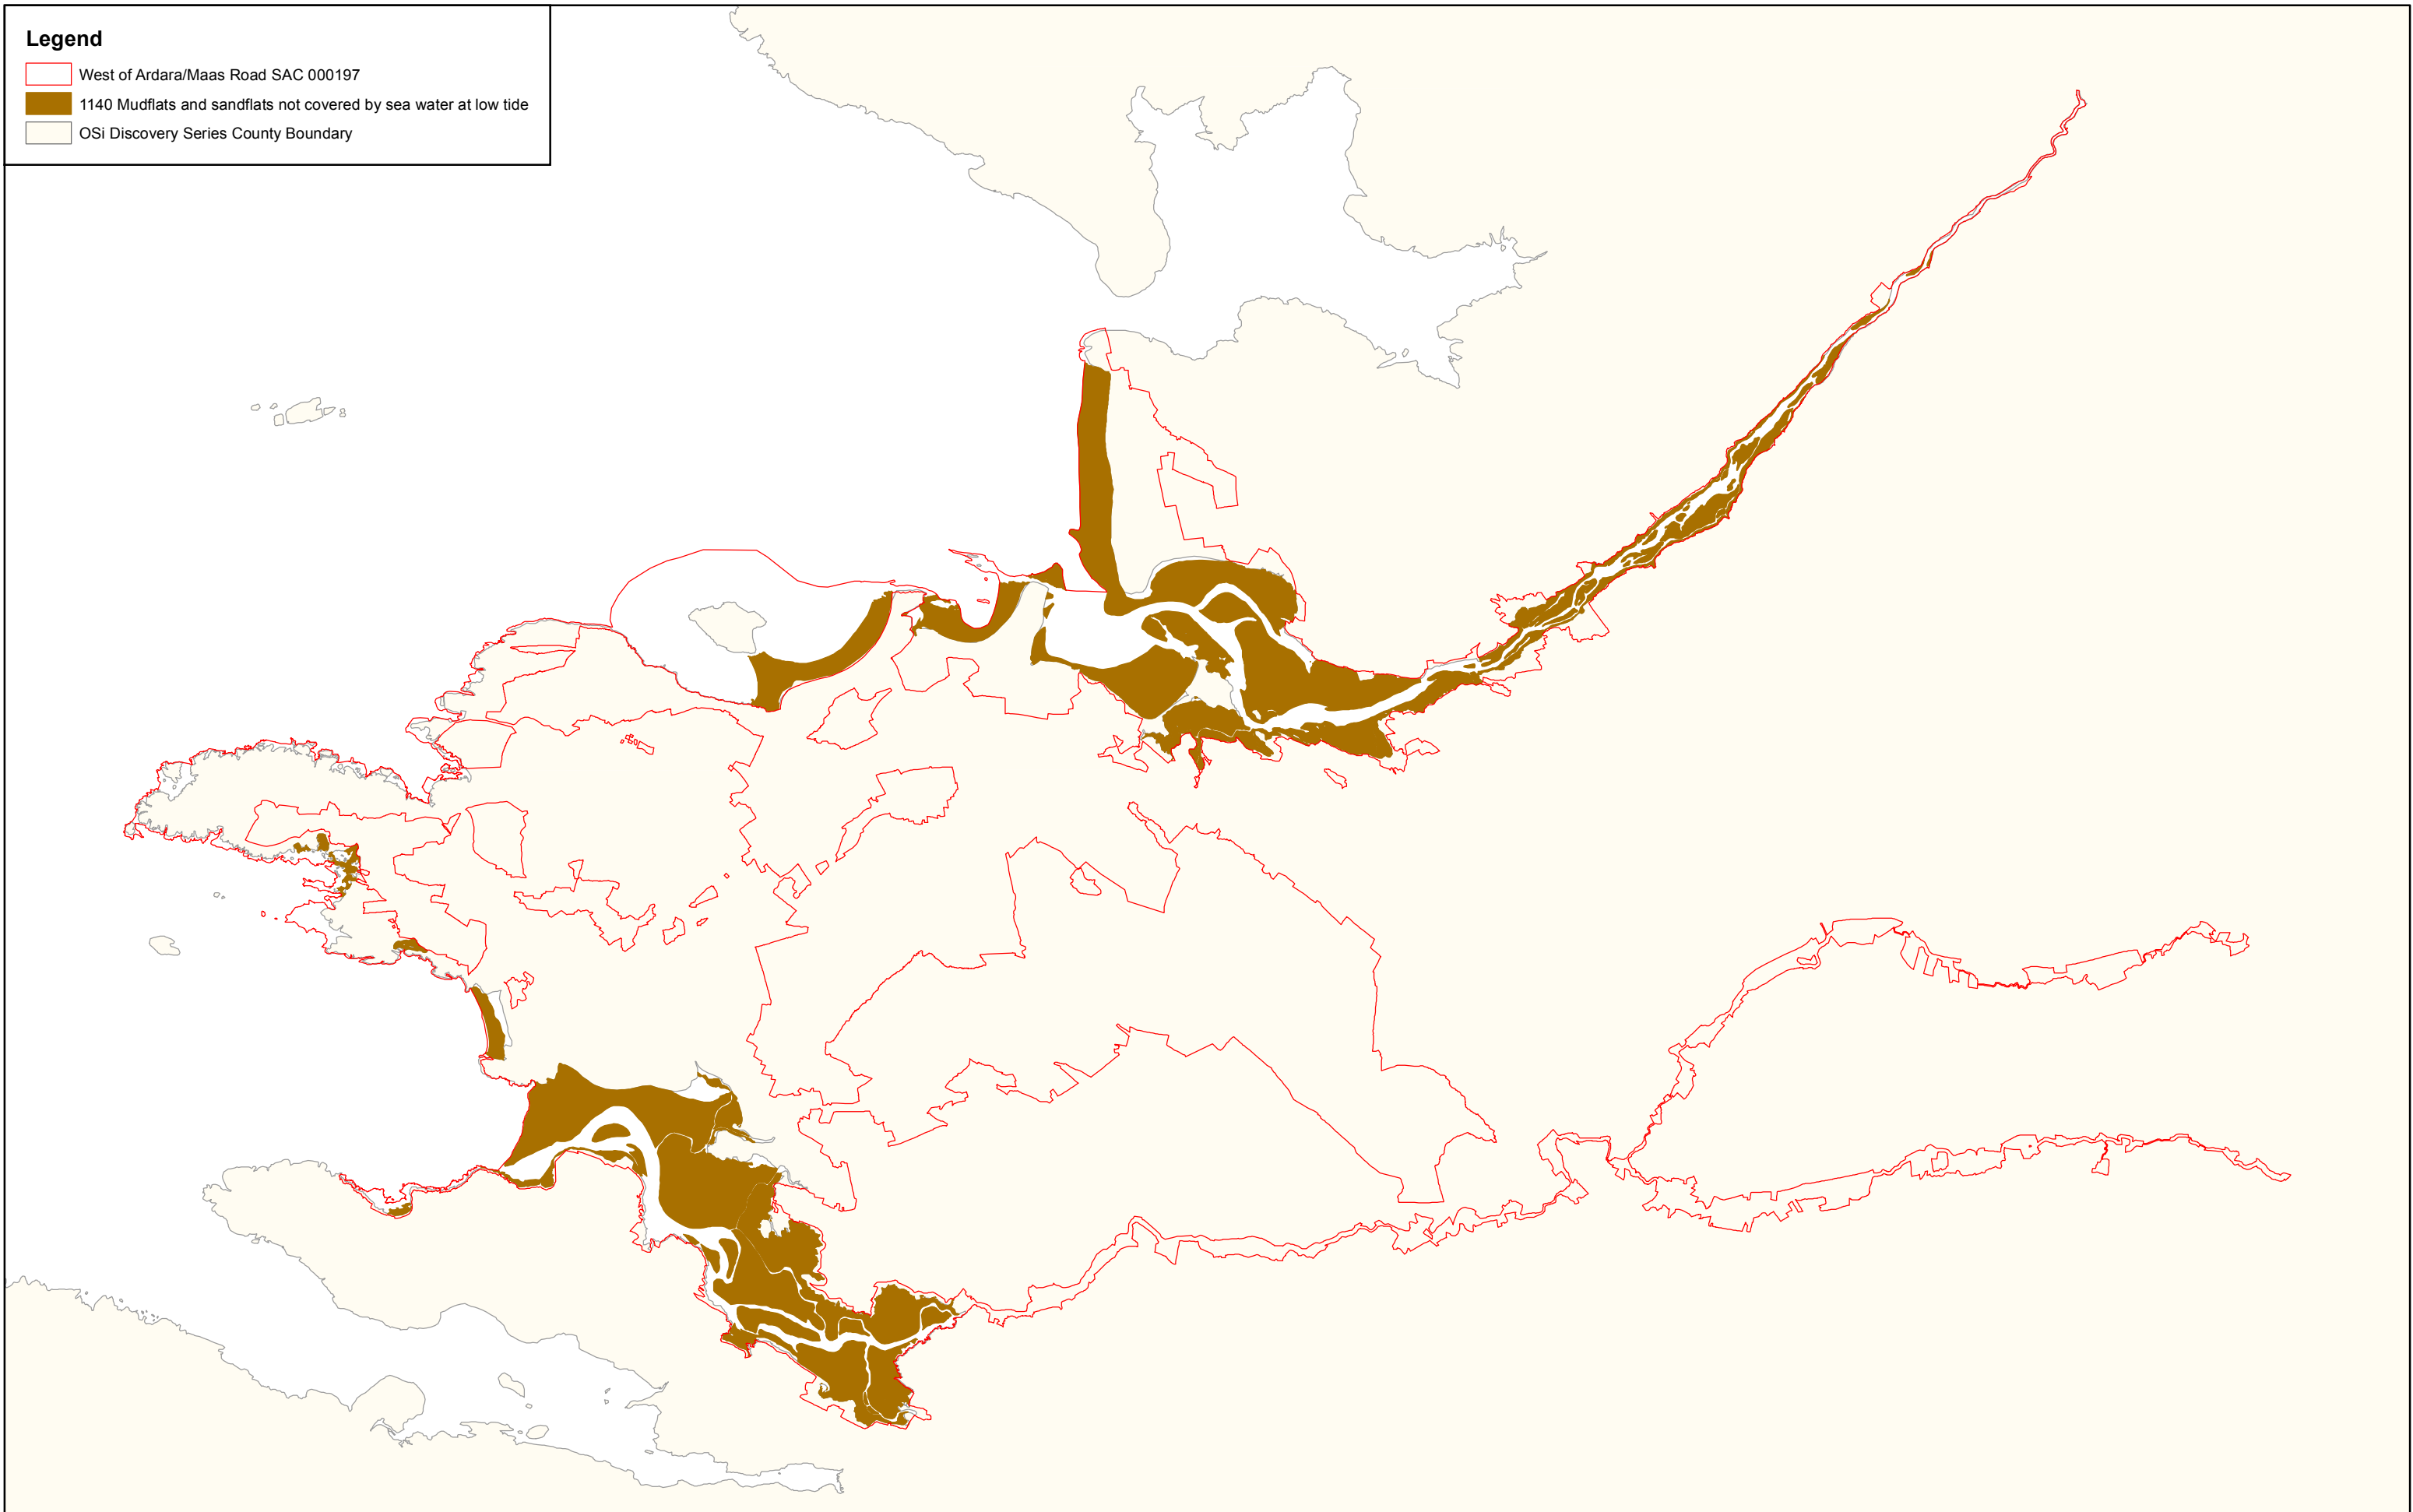 Legend
West of Ardara/Maas Road SAC 000197
1140 Mudflats and sandflats not covered by sea water at low tide
OSi Discovery Series County Boundary